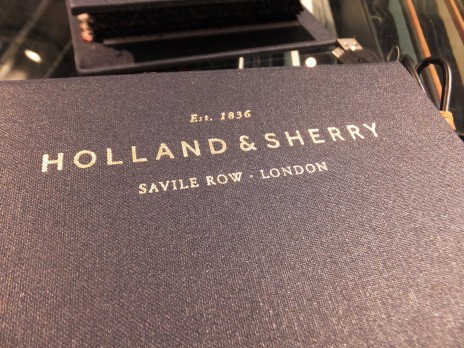 Est. 1836
HOLLAND & SHERRY
SAVILE ROW · LONDON